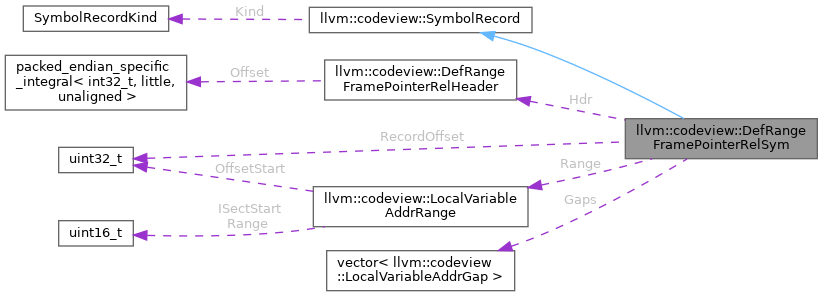 SymbolRecordKind
Kind
llvm::codeview::SymbolRecord
packed_endian_specific
_integral< int32_t, little,
unaligned >
Offset
llvm::codeview::DefRange
FramePointerRelHeader
Hdr
llvm::codeview::DefRange
FramePointerRelSym
RecordOffset
uint32_t
OffsetStart
Range
llvm::codeview::LocalVariable
AddrRange
Gaps
ISectStart
Range
uint16_t
vector< llvm::codeview
::LocalVariableAddrGap >